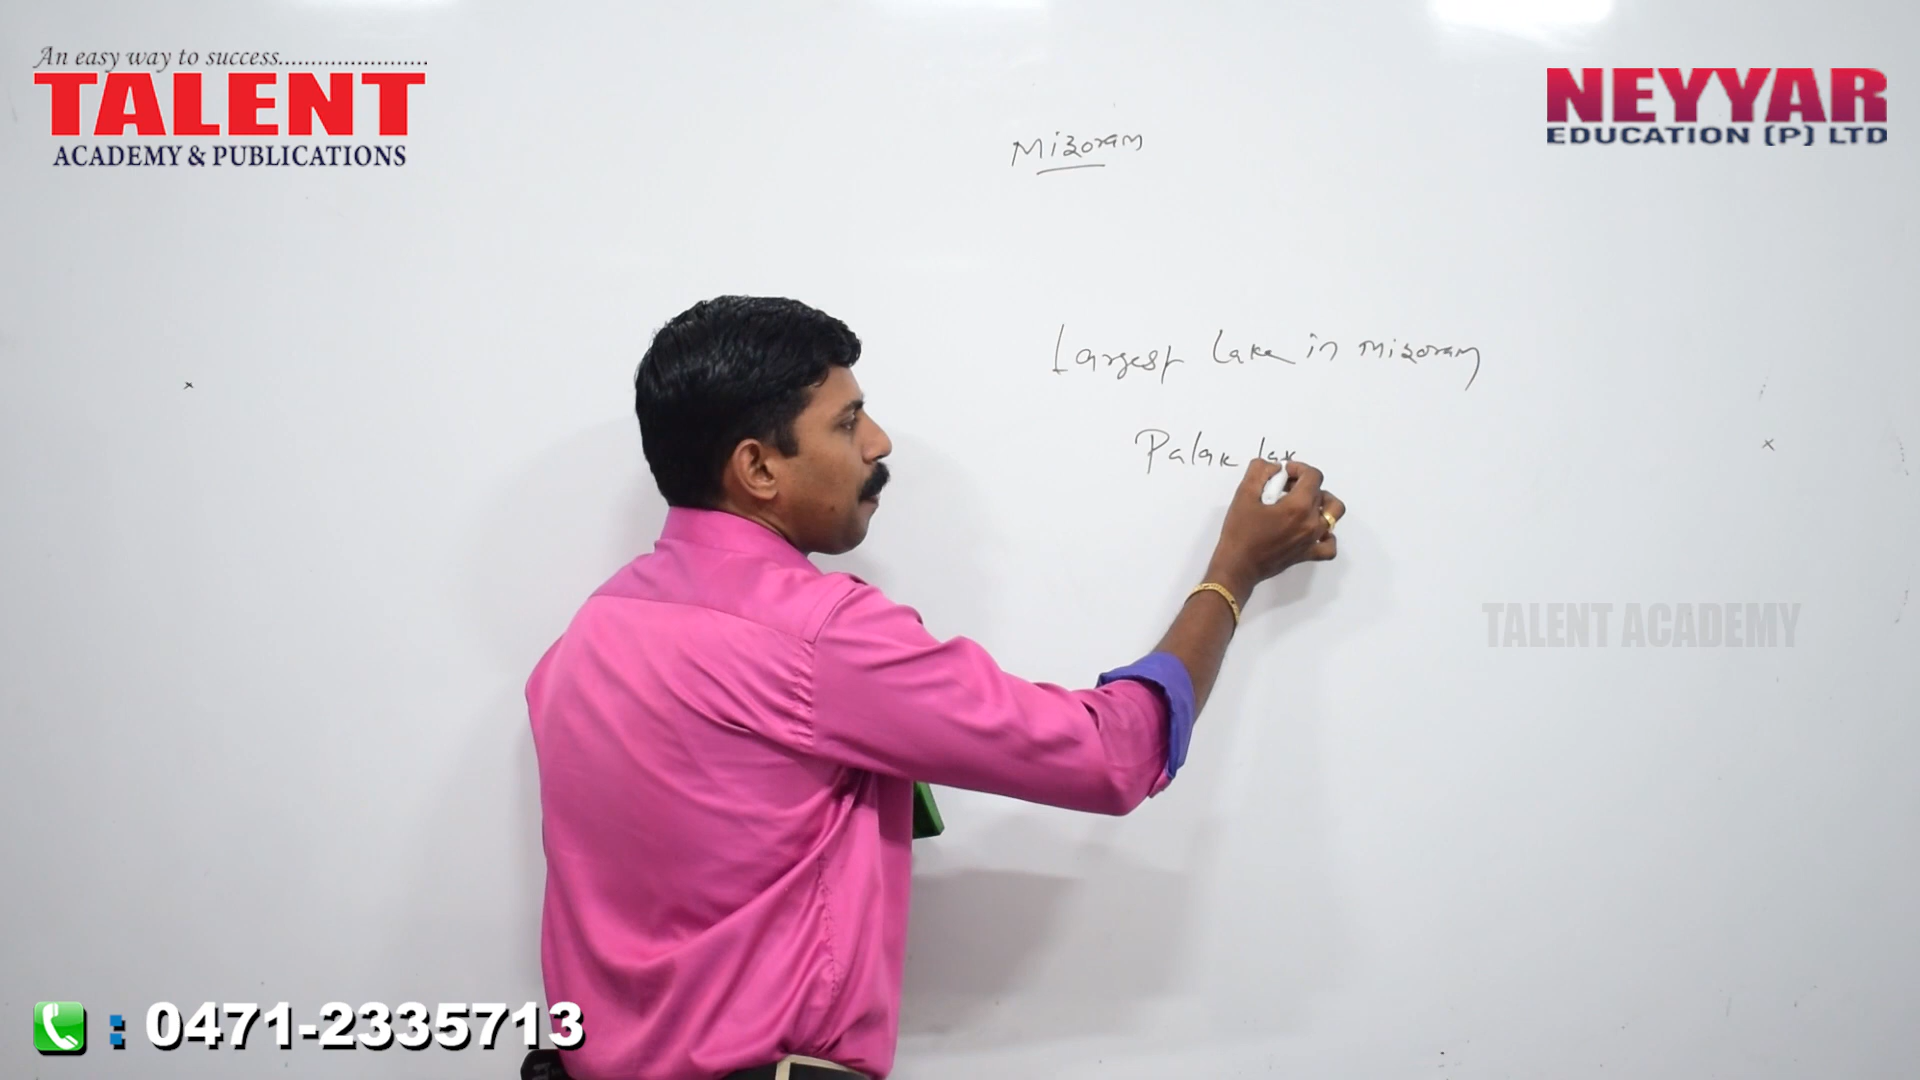 An easy way to success.......................
TALENT
ACADEMY & PUBLICATIONS
NEYYAR
EDUCATION (P) LTD
Mizoram
Largest Lake in Mizoram
Palak Lak
TALENT ACADEMY
: 0471-2335713